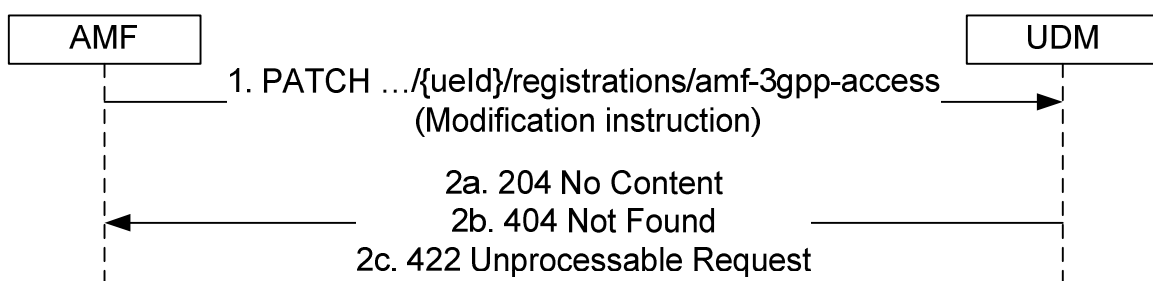 AMF
UDM
1. PATCH …/{ueId}/registrations/amf-3gpp-access
(Modification instruction)
2a. 204 No Content
2b. 404 Not Found
2c. 422 Unprocessable Request